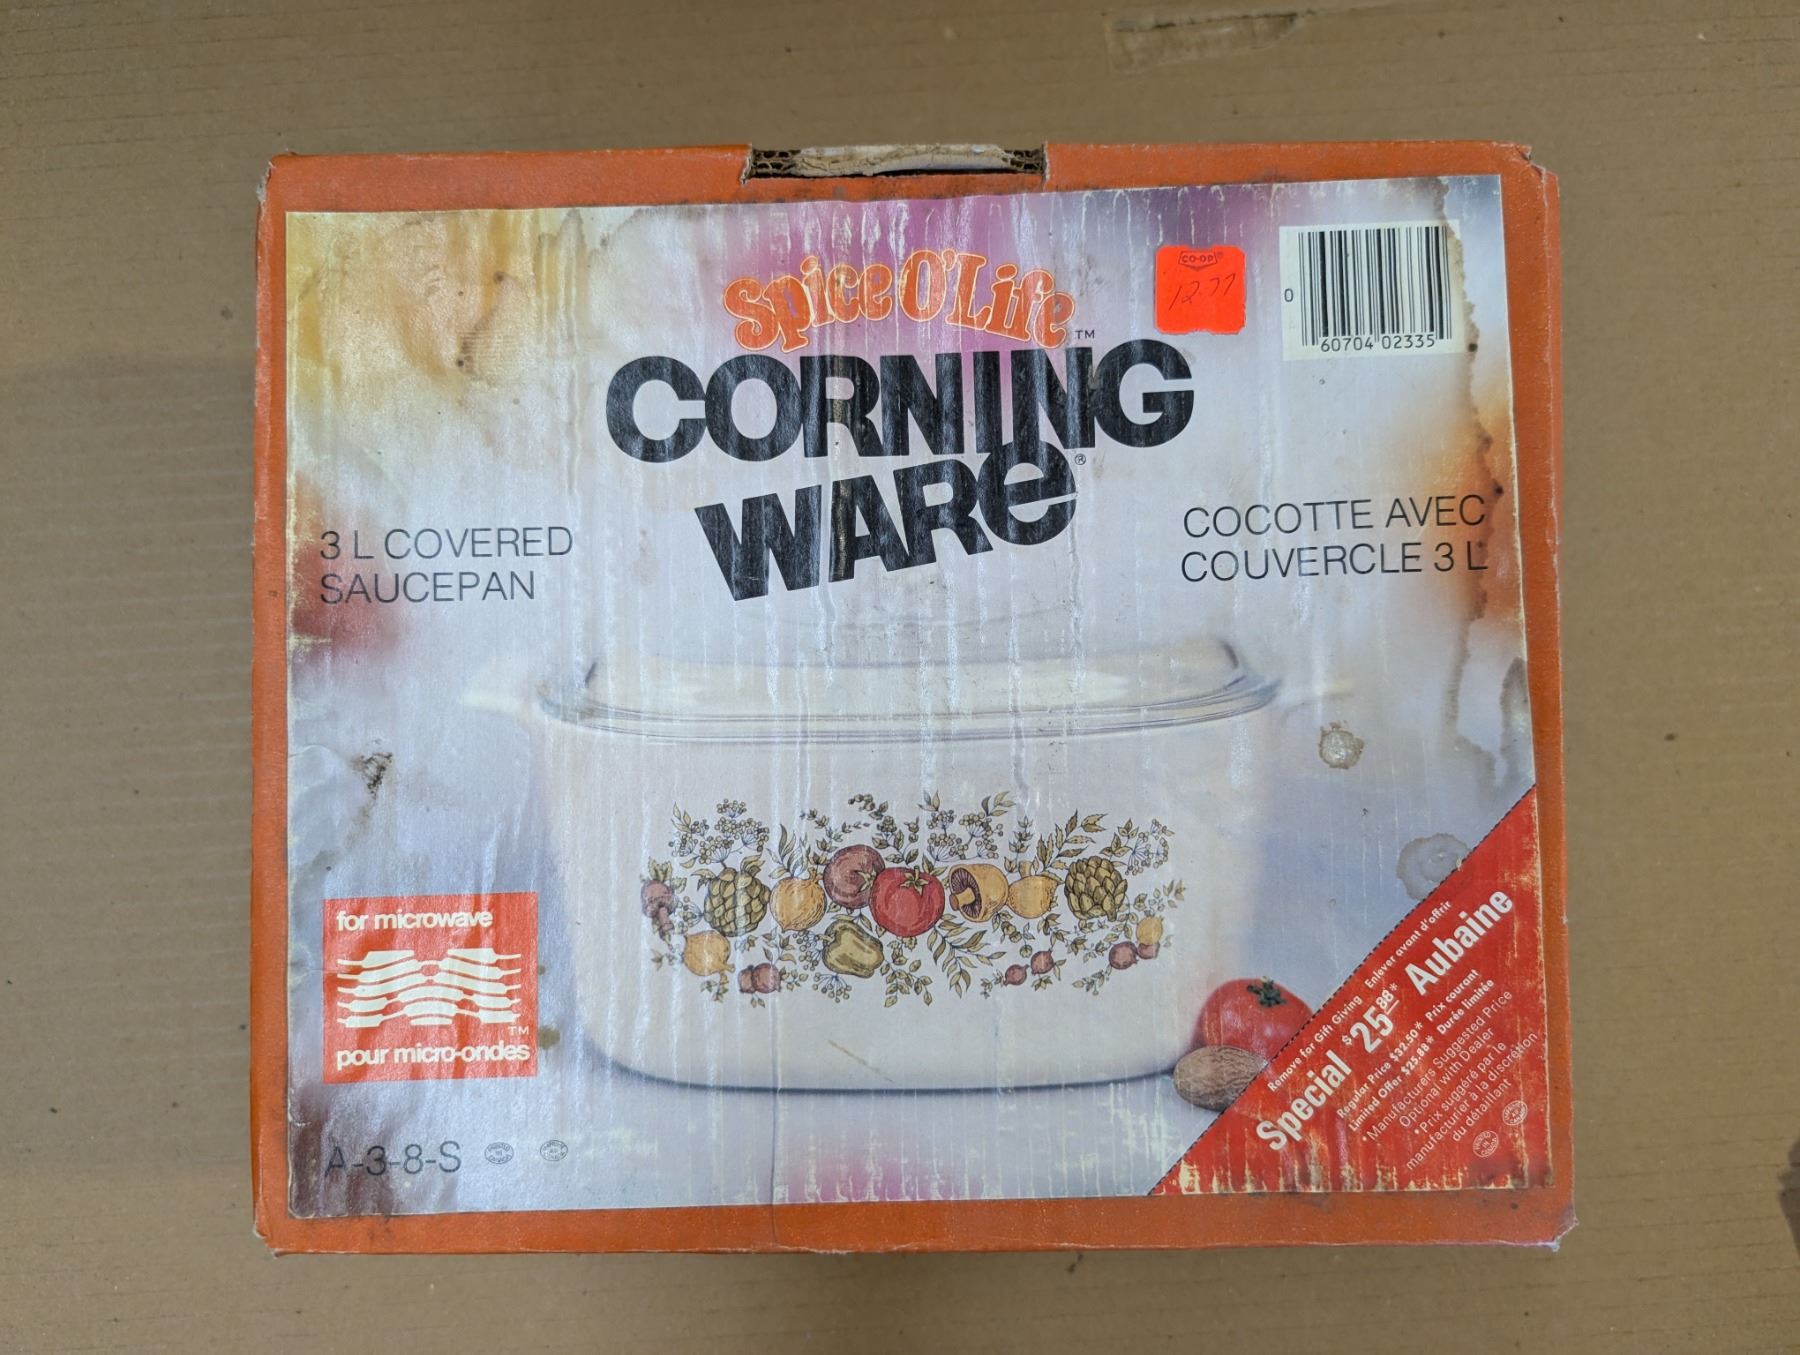 Spice O'Life™
CORNING
WARe®
CO-OP®
12.77
0
60704 02335
3 L COVERED
SAUCEPAN
COCOTTE AVEC
COUVERCLE 3 L
for microwave
TM
pour micro-ondes
A-3-8-S
Remove for Gift Giving Enlever avant d'offrir
Special $25.88* Aubaine
Regular Price $32.50* Prix courant
Limited Offer $25.88* Durée limitée
*Manufacturers Suggested Price
Optional with Dealer
*Prix suggéré par le
manufacturier à la discrétion
du détaillant